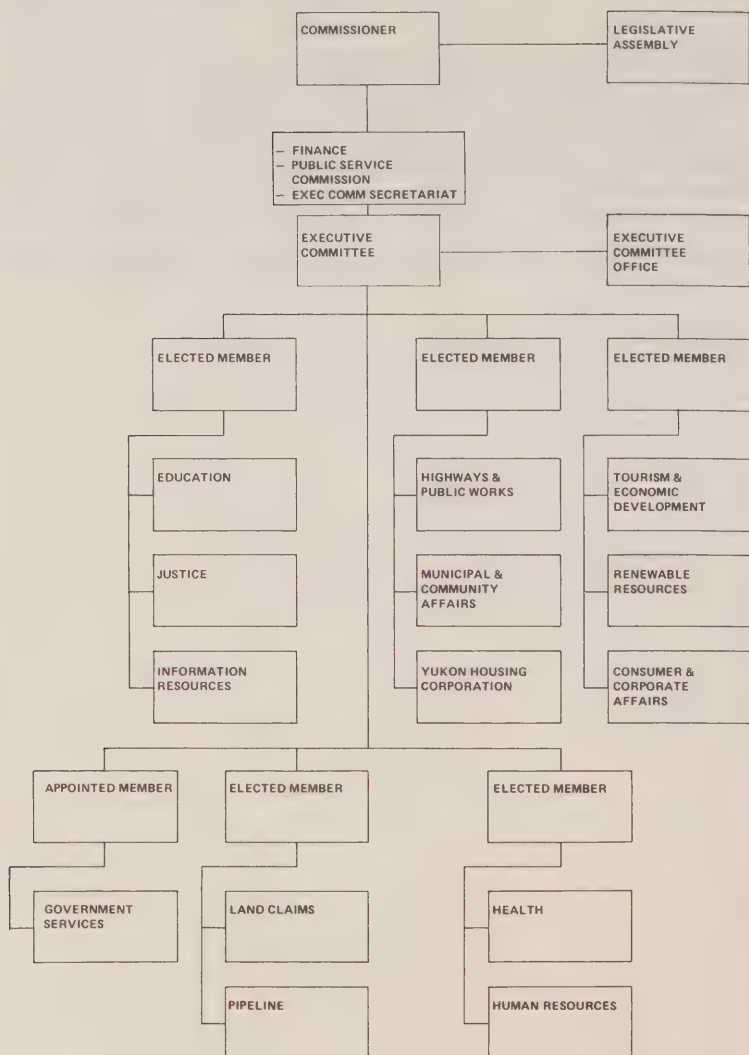 COMMISSIONER
LEGISLATIVE
ASSEMBLY
– FINANCE
– PUBLIC SERVICE
COMMISSION
– EXEC COMM SECRETARIAT
EXECUTIVE
COMMITTEE
EXECUTIVE
COMMITTEE
OFFICE
ELECTED MEMBER
ELECTED MEMBER
ELECTED MEMBER
EDUCATION
JUSTICE
INFORMATION
RESOURCES
HIGHWAYS &
PUBLIC WORKS
MUNICIPAL &
COMMUNITY
AFFAIRS
YUKON HOUSING
CORPORATION
TOURISM &
ECONOMIC
DEVELOPMENT
RENEWABLE
RESOURCES
CONSUMER &
CORPORATE
AFFAIRS
APPOINTED MEMBER
ELECTED MEMBER
ELECTED MEMBER
GOVERNMENT
SERVICES
LAND CLAIMS
PIPELINE
HEALTH
HUMAN RESOURCES